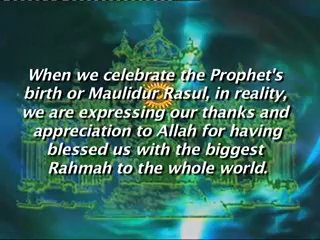 When we celebrate the Prophet's
birth or Maulidur Rasul, in reality,
we are expressing our thanks and
appreciation to Allah for having
blessed us with the biggest
Rahmah to the whole world.